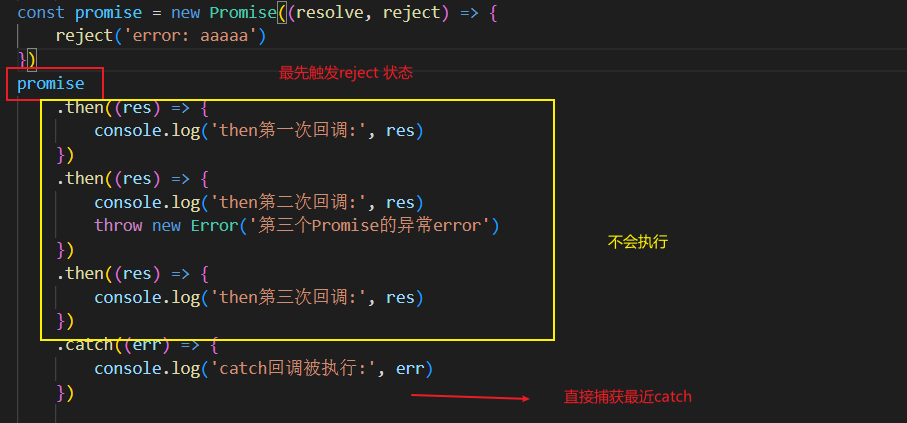 const promise = new Promise((resolve, reject) => {
reject('error: aaaaa')
})
最先触发reject 状态
promise
.then((res) => {
console.log('then第一次回调:', res)
})
.then((res) => {
console.log('then第二次回调:', res)
throw new Error('第三个Promise的异常error')
})
不会执行
.then((res) => {
console.log('then第三次回调:', res)
})
.catch((err) => {
console.log('catch回调被执行:', err)
})
直接捕获最近catch